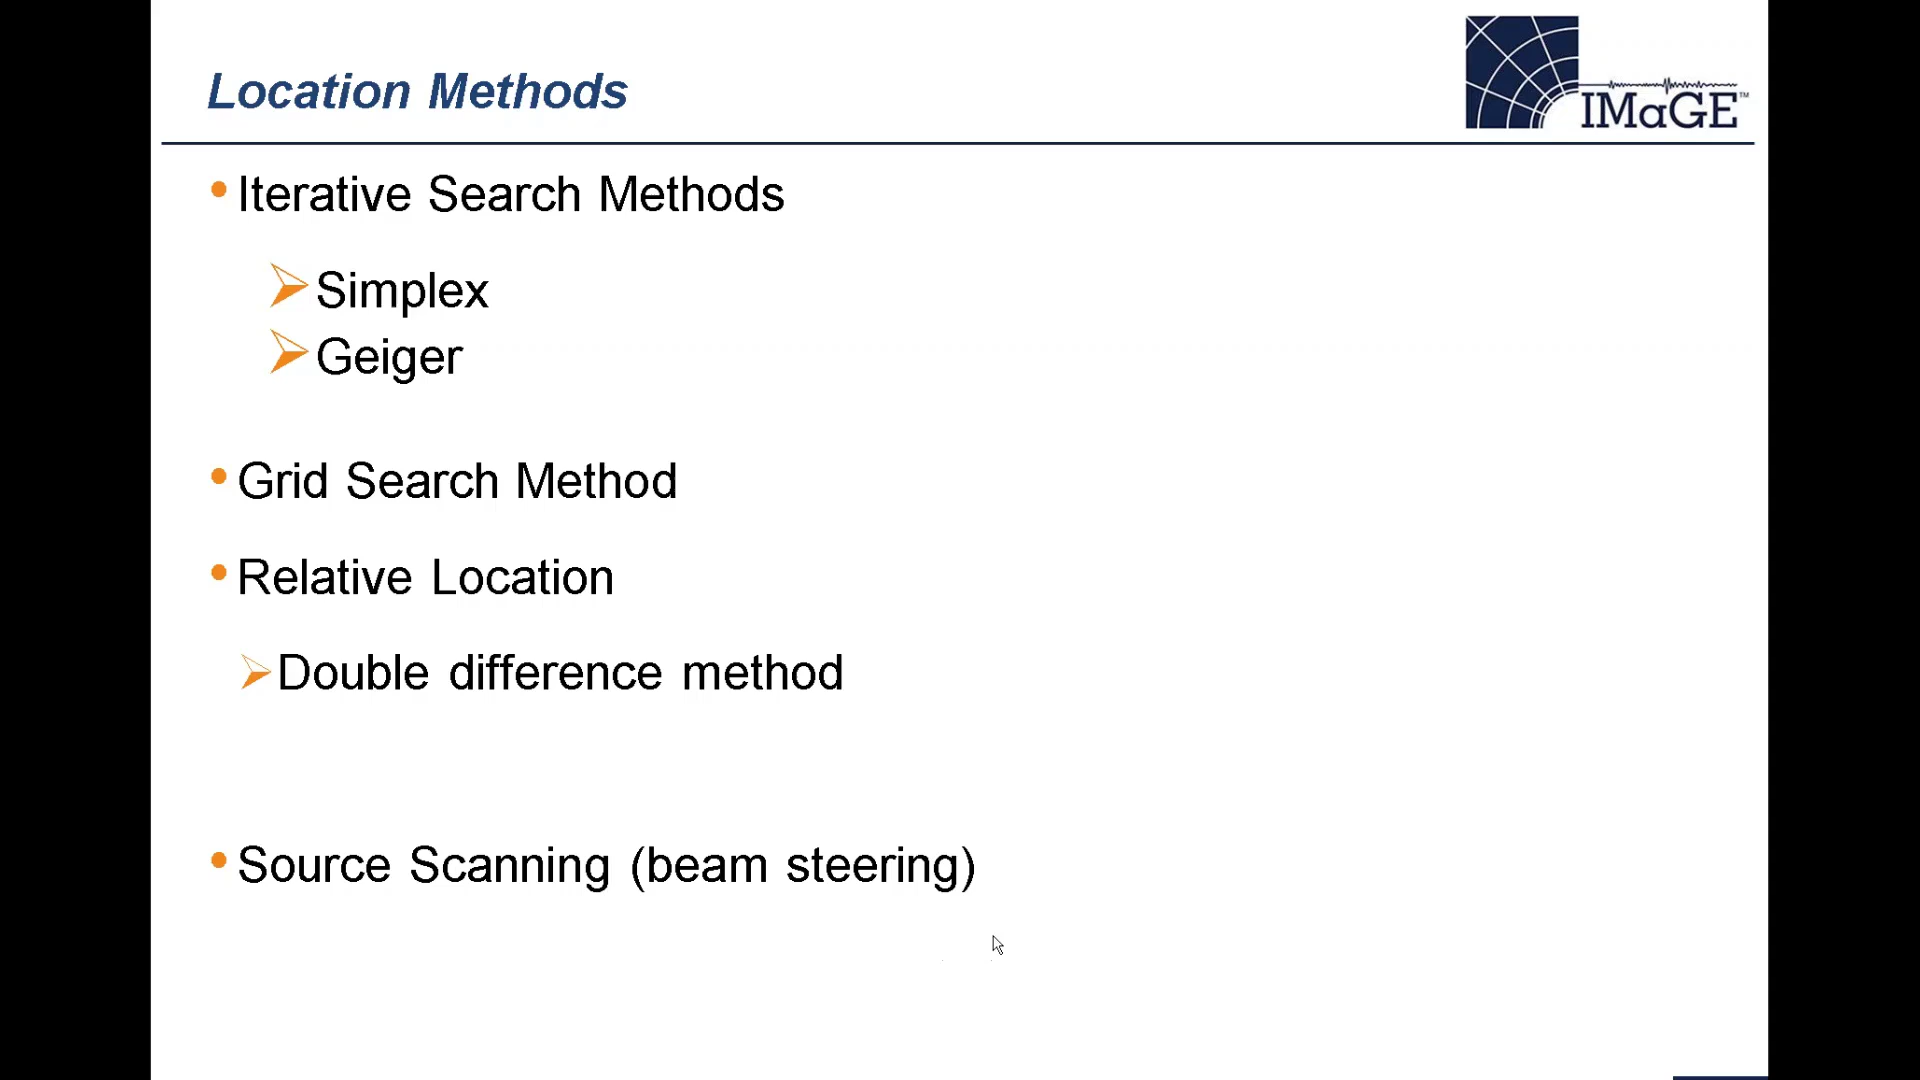 Location Methods
IMaGE™
• Iterative Search Methods
➢ Simplex
➢ Geiger
• Grid Search Method
• Relative Location
➢ Double difference method
• Source Scanning (beam steering)